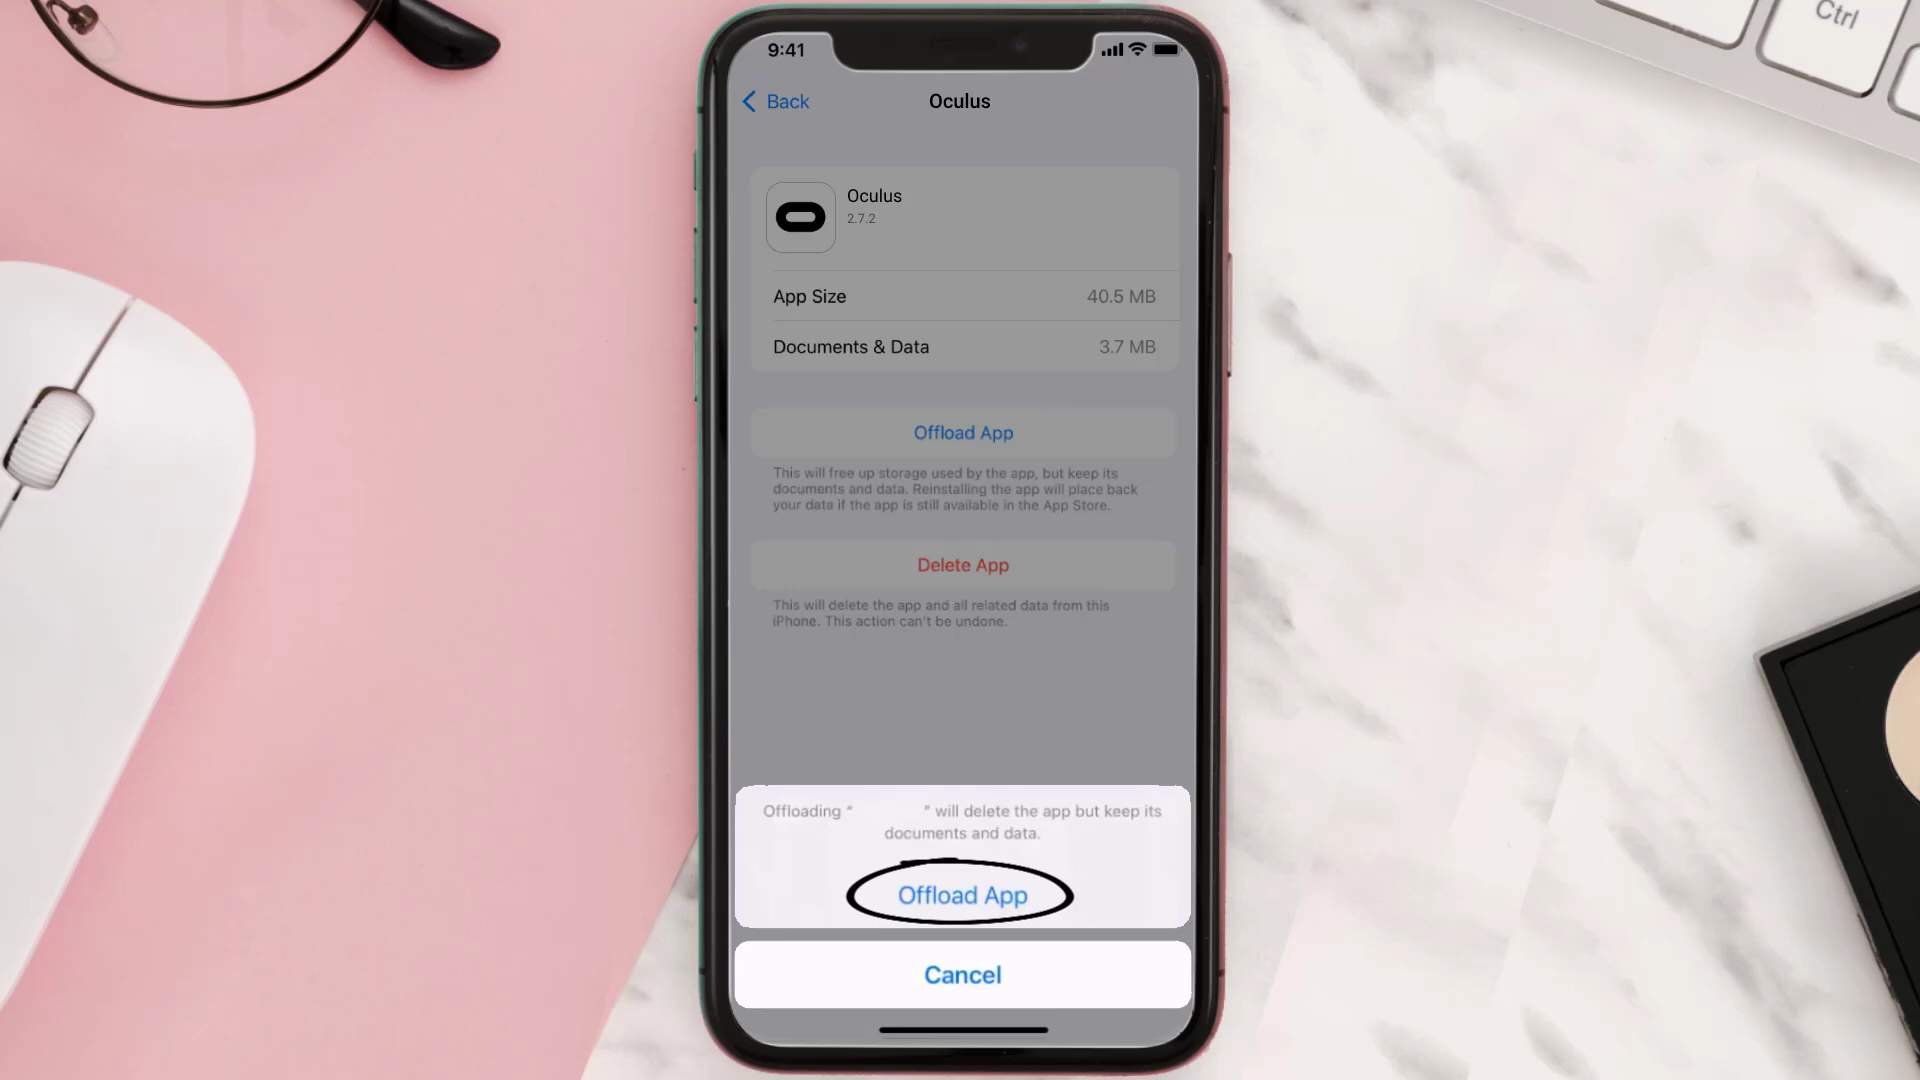 Ctrl
9:41
Back
Oculus
Oculus
2.7.2
App Size 40.5 MB
Documents & Data 3.7 MB
Offload App
This will free up storage used by the app, but keep its
documents and data. Reinstalling the app will place back
your data if the app is still available in the App Store.
Delete App
This will delete the app and all related data from this
iPhone. This action can't be undone.
Offloading “ ” will delete the app but keep its
documents and data.
Offload App
Cancel